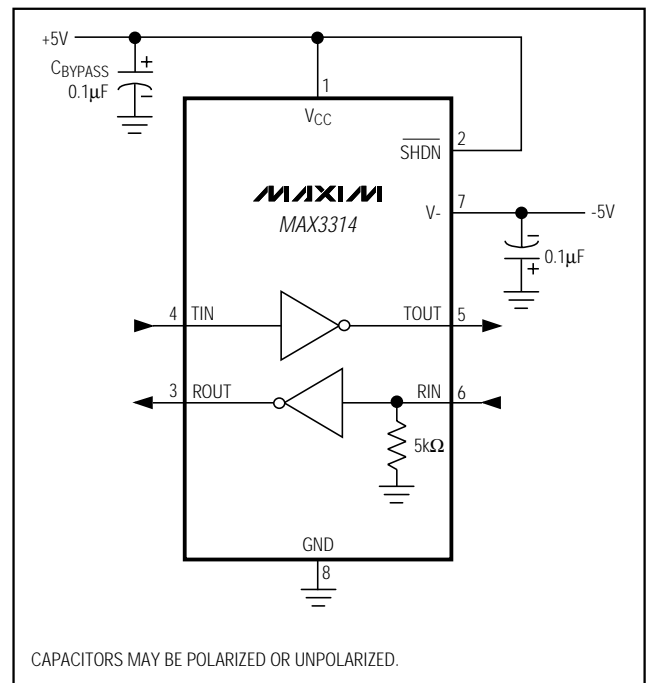 +5V
CBYPASS
0.1μF
+
−
1
VCC
2
SHDN
MAXIM
MAX3314
7
V-
-5V
−
+
0.1μF
4
TIN
TOUT
5
3
ROUT
RIN
6
5kΩ
GND
8
CAPACITORS MAY BE POLARIZED OR UNPOLARIZED.